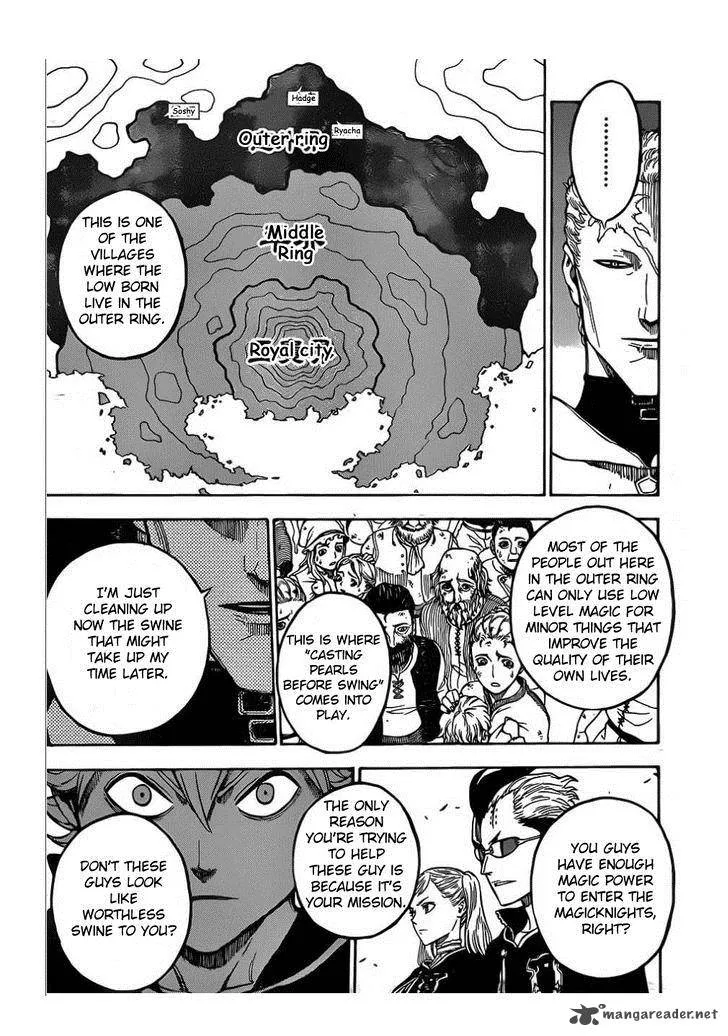 .........
Soshy
Hadge
Ryacha
Outer ring
Middle
Ring
Royal city
THIS IS ONE
OF THE
VILLAGES
WHERE THE
LOW BORN
LIVE IN THE
OUTER RING.
MOST OF THE
PEOPLE OUT HERE
IN THE OUTER RING
CAN ONLY USE LOW
LEVEL MAGIC FOR
MINOR THINGS THAT
IMPROVE THE
QUALITY OF THEIR
OWN LIVES.
THIS IS WHERE
"CASTING
PEARLS
BEFORE SWING"
COMES INTO
PLAY.
I'M JUST
CLEANING UP
NOW THE SWINE
THAT MIGHT
TAKE UP MY
TIME LATER.
YOU GUYS
HAVE ENOUGH
MAGIC POWER
TO ENTER THE
MAGICKNIGHTS,
RIGHT?
THE ONLY
REASON
YOU'RE TRYING
TO HELP
THESE GUY IS
BECAUSE IT'S
YOUR MISSION.
DON'T THESE
GUYS LOOK
LIKE
WORTHLESS
SWINE TO YOU?
mangareader.net